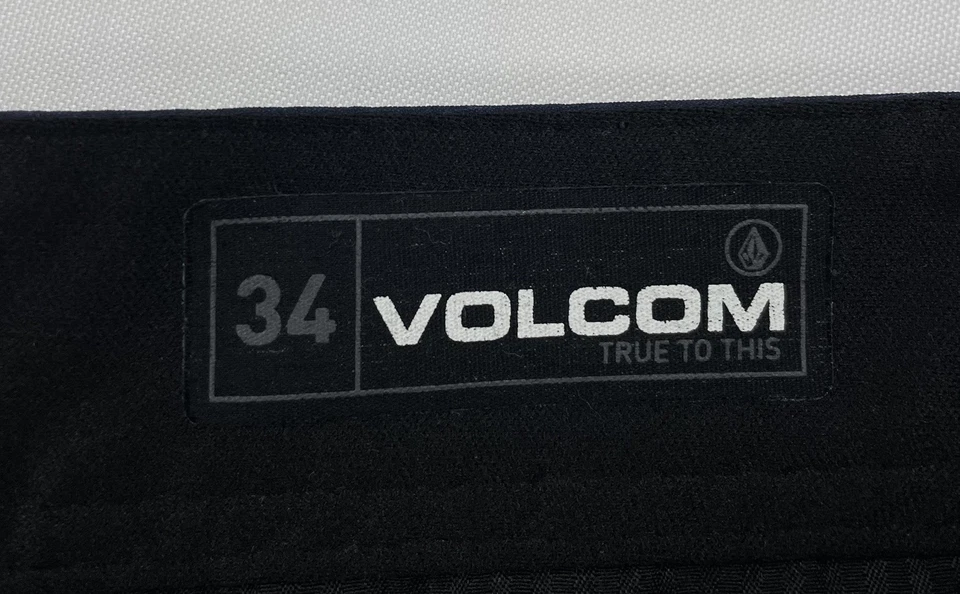 34
VOLCOM
TRUE TO THIS